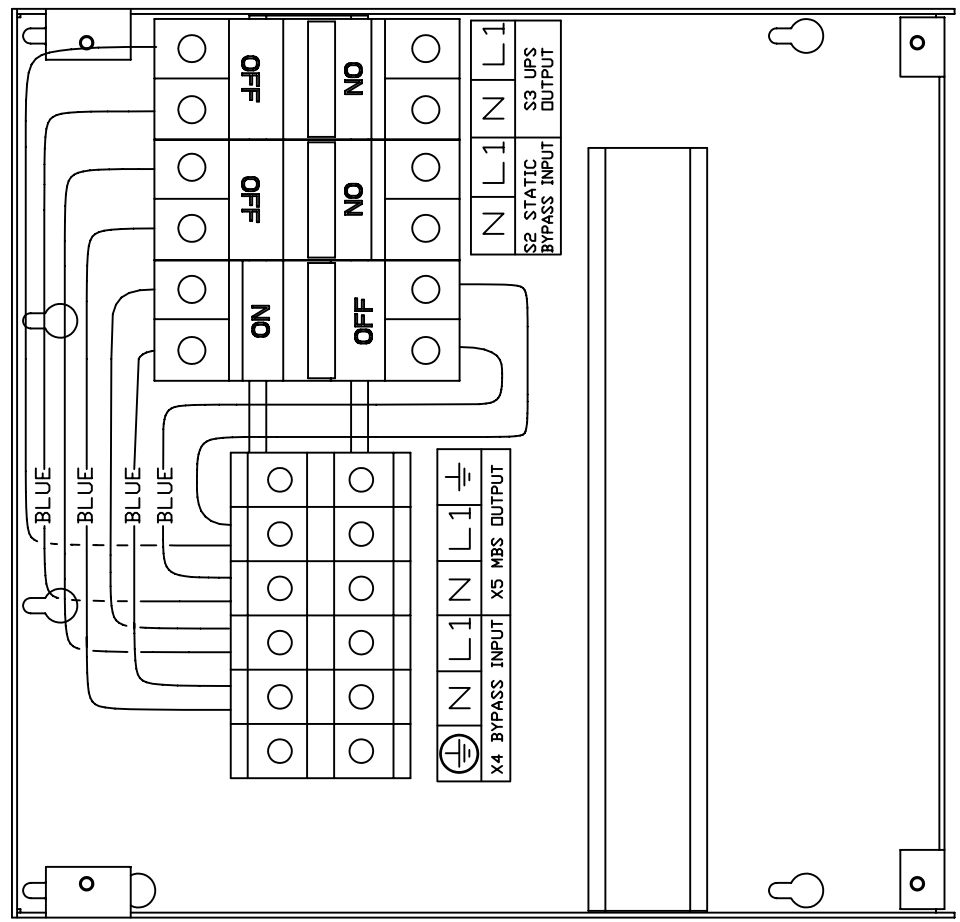 OFF
ON
L1
N
S3 UPS
OUTPUT
OFF
ON
L1
N
S2 STATIC
BYPASS INPUT
ON
OFF
BLUE
BLUE
BLUE
BLUE
L1
N
X5 MBS OUTPUT
L1
N
X4 BYPASS INPUT